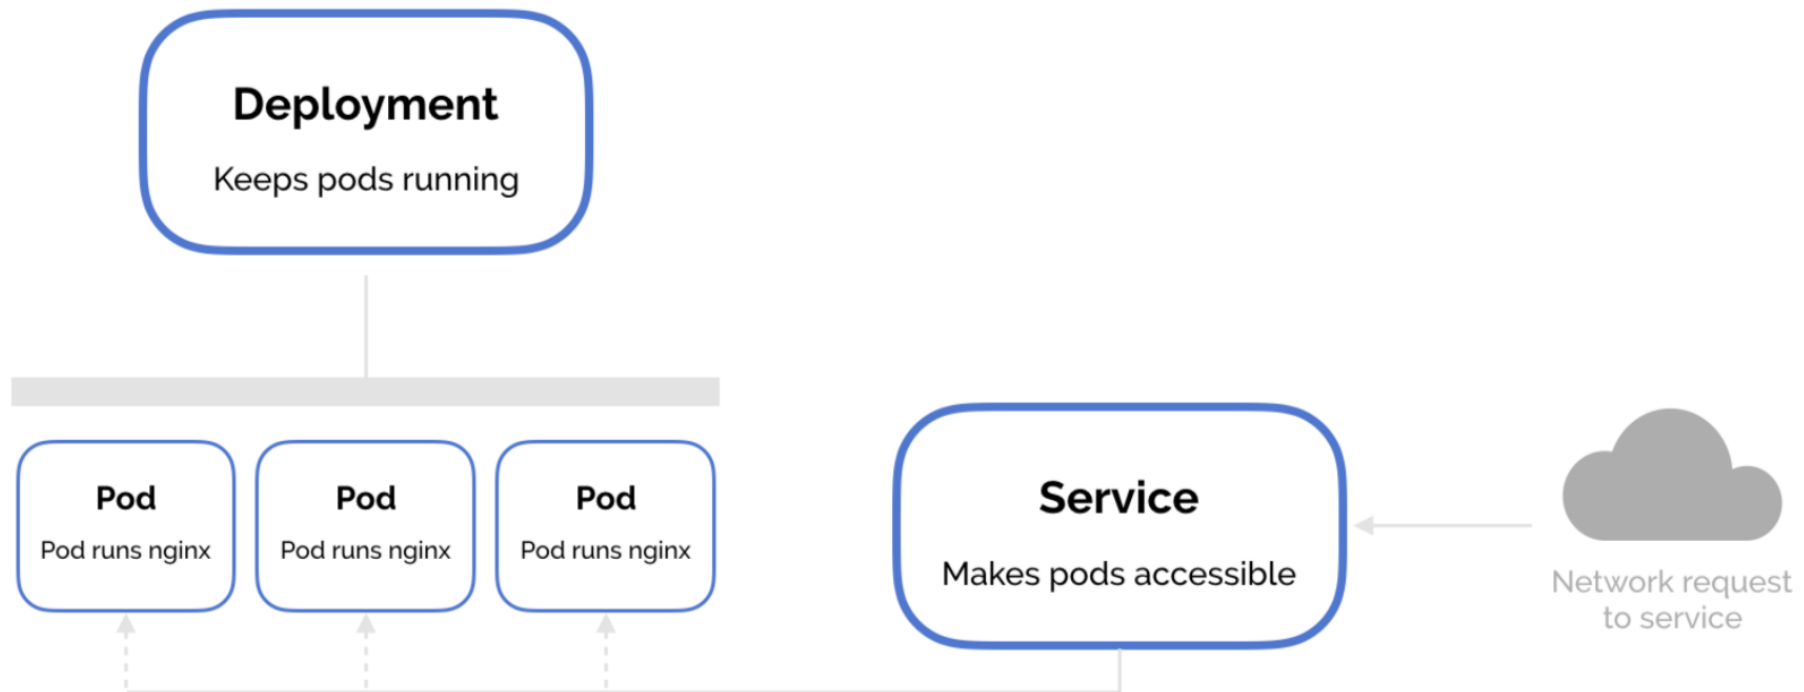 Deployment
Keeps pods running
Pod
Pod runs nginx
Pod
Pod runs nginx
Pod
Pod runs nginx
Service
Makes pods accessible
Network request
to service